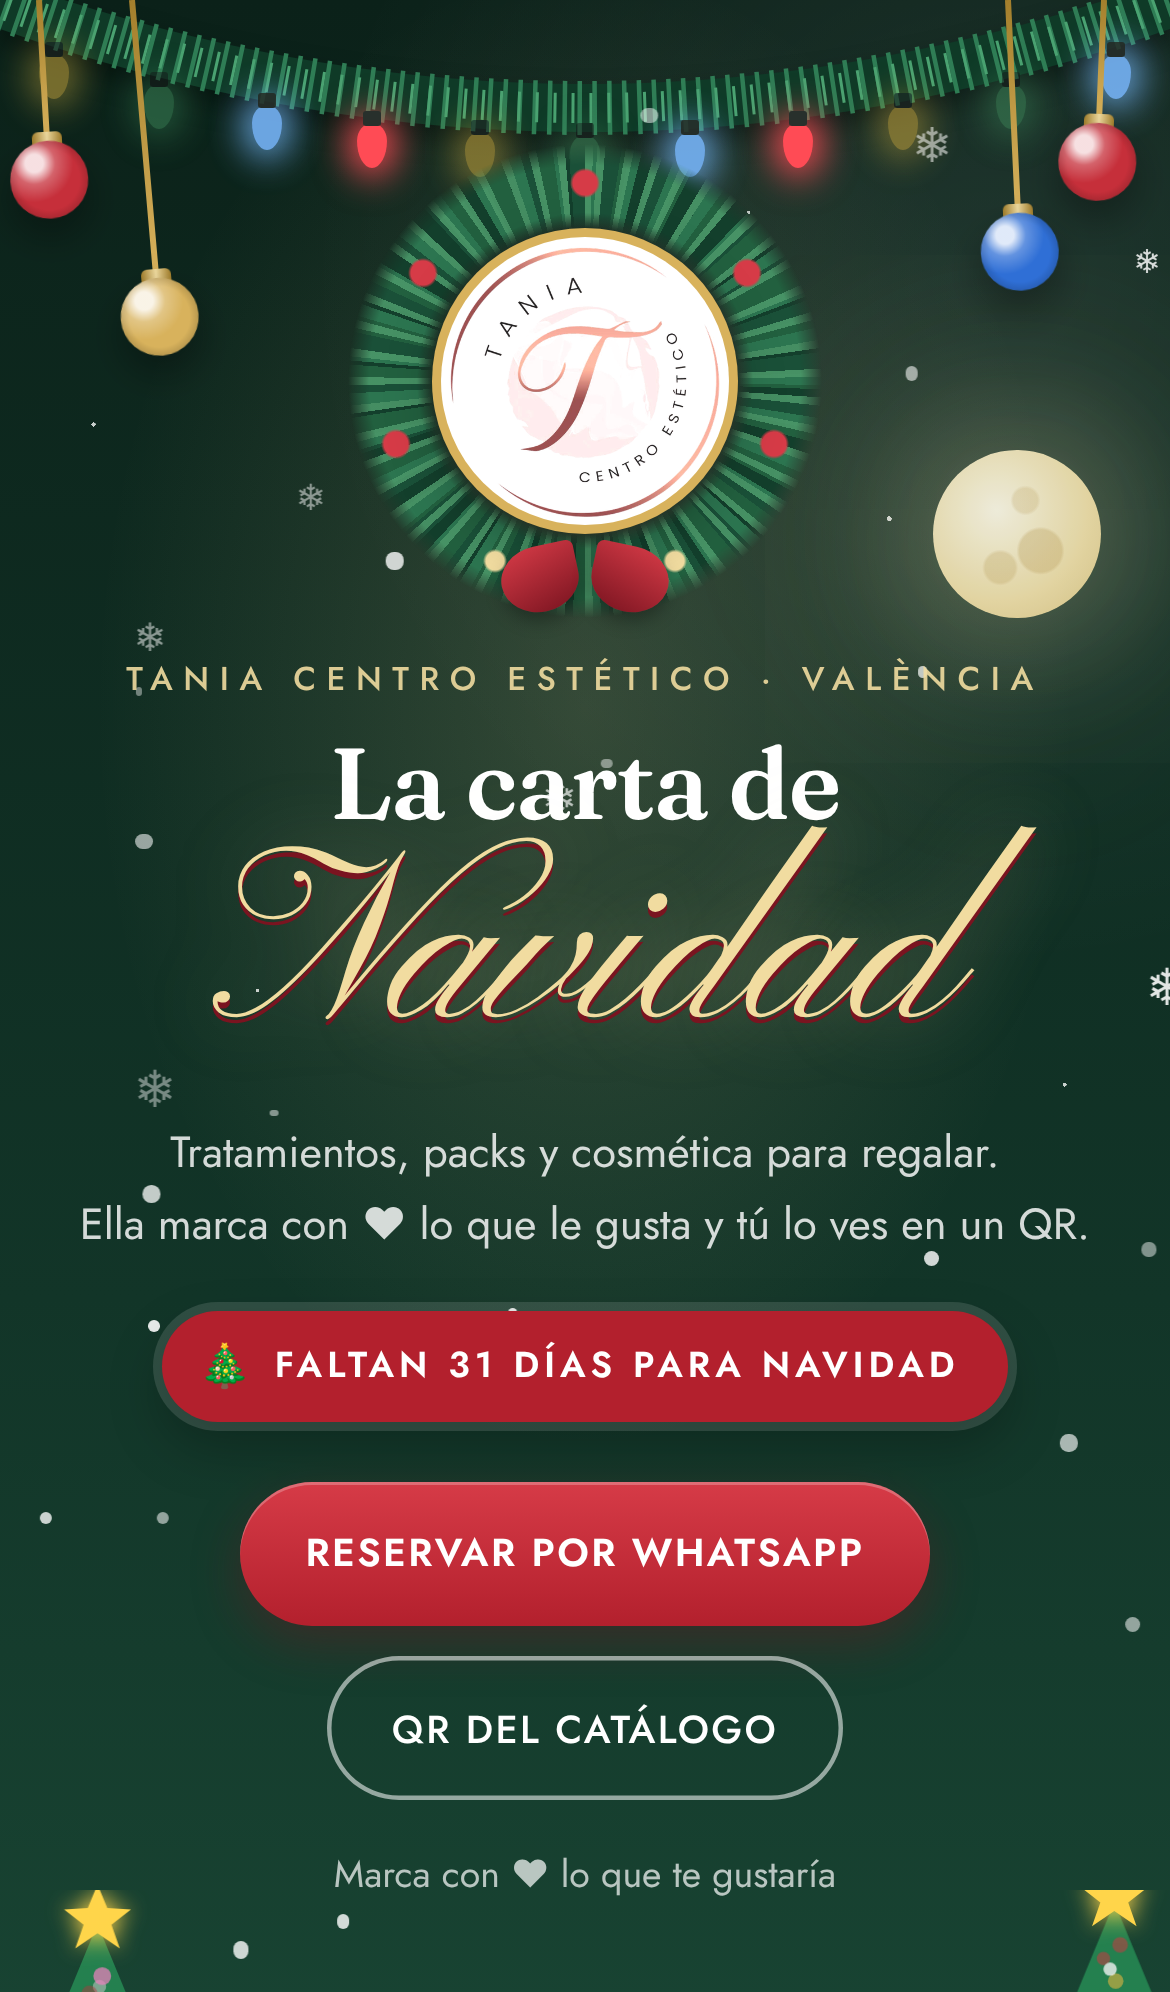 TANIA
T
CENTRO ESTÉTICO
TANIA CENTRO ESTÉTICO · VALÈNCIA
La carta de
Navidad
Tratamientos, packs y cosmética para regalar.
Ella marca con ♥ lo que le gusta y tú lo ves en un QR.
🎄 FALTAN 31 DÍAS PARA NAVIDAD
RESERVAR POR WHATSAPP
QR DEL CATÁLOGO
Marca con ♥ lo que te gustaría